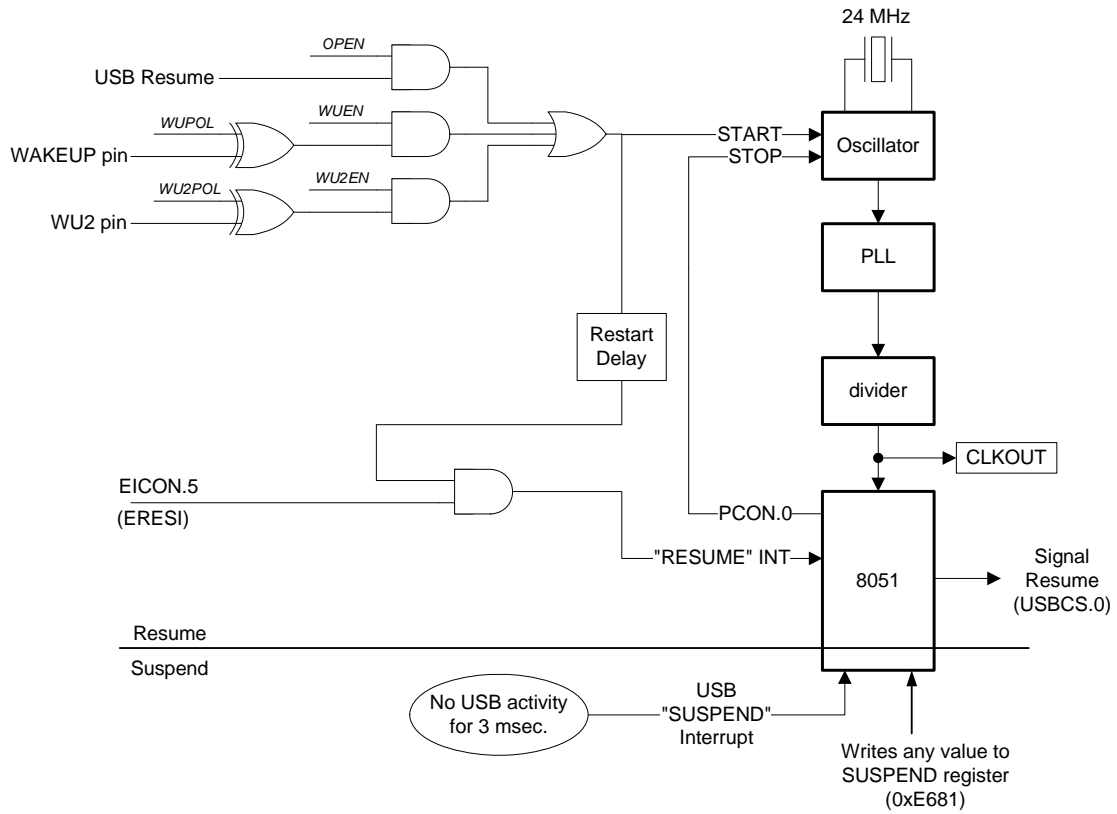 24 MHz
OPEN
USB Resume
WUPOL
WUEN
WAKEUP pin
START
STOP
Oscillator
WU2POL
WU2EN
WU2 pin
PLL
Restart
Delay
divider
CLKOUT
EICON.5
(ERESI)
PCON.0
"RESUME" INT
8051
Signal
Resume
(USBCS.0)
Resume
Suspend
No USB activity
for 3 msec.
USB
"SUSPEND"
Interrupt
Writes any value to
SUSPEND register
(0xE681)